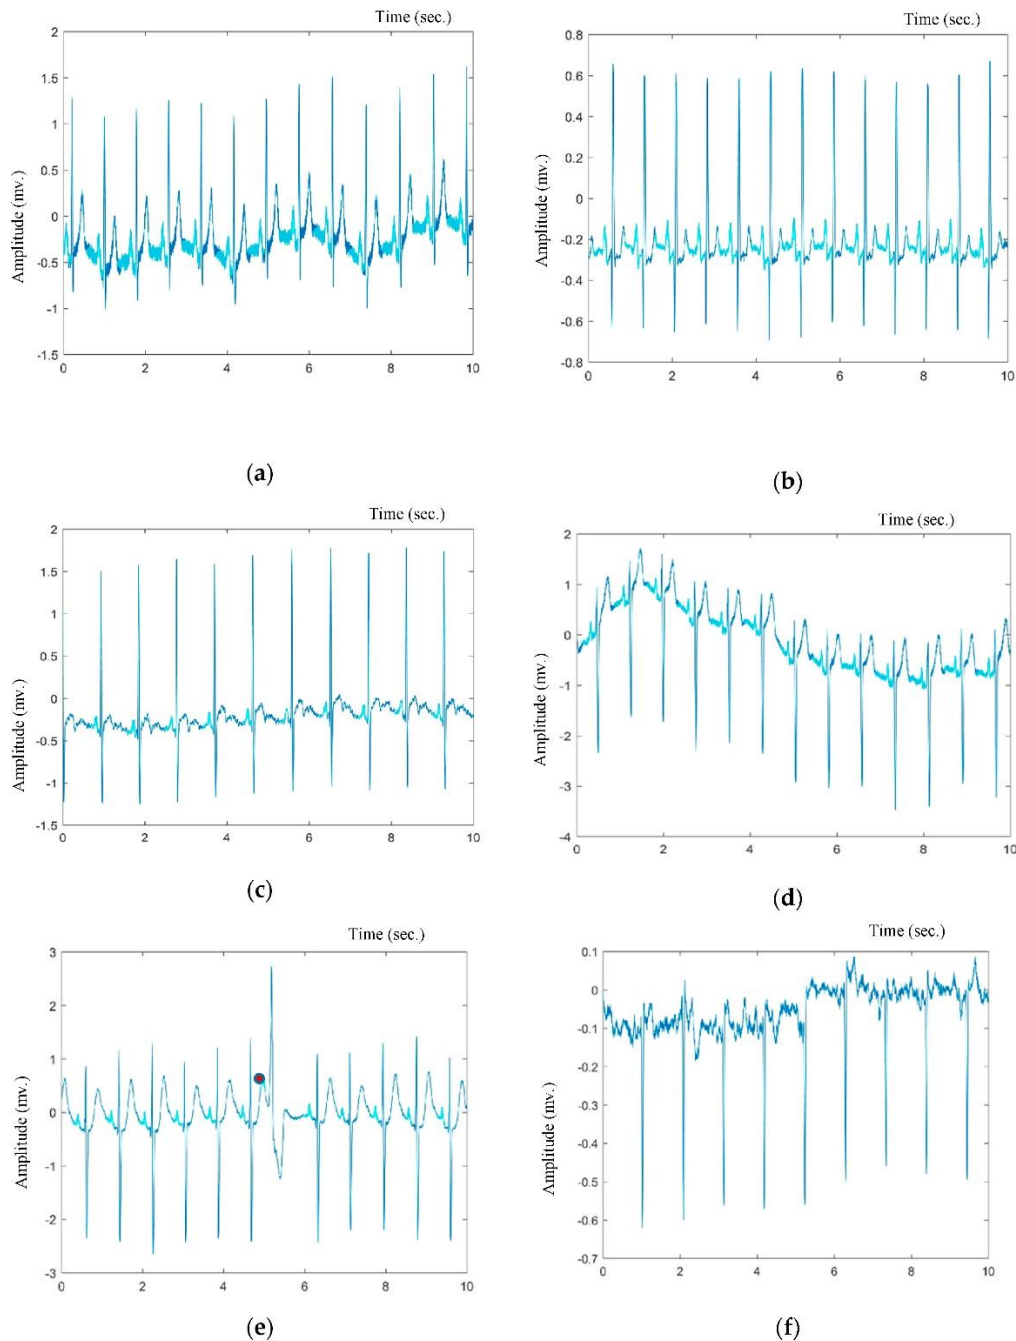 Time (sec.)
Amplitude (mv.)
2
1.5
1
0.5
0
-0.5
-1
-1.5
0 2 4 6 8 10
(a)
Time (sec.)
Amplitude (mv.)
0.8
0.6
0.4
0.2
-0
-0.2
-0.4
-0.6
-0.8
0 2 4 6 8 10
(b)
Time (sec.)
Amplitude (mv.)
2
1.5
1
0.5
0
-0.5
-1
-1.5
0 2 4 6 8 10
(c)
Time (sec.)
Amplitude (mv.)
2
1
0
-1
-2
-3
-4
0 2 4 6 8 10
(d)
Time (sec.)
Amplitude (mv.)
3
2
1
0
-1
-2
-3
0 2 4 6 8 10
(e)
Time (sec.)
Amplitude (mv.)
0.1
0
-0.1
-0.2
-0.3
-0.4
-0.5
-0.6
-0.7
0 2 4 6 8 10
(f)